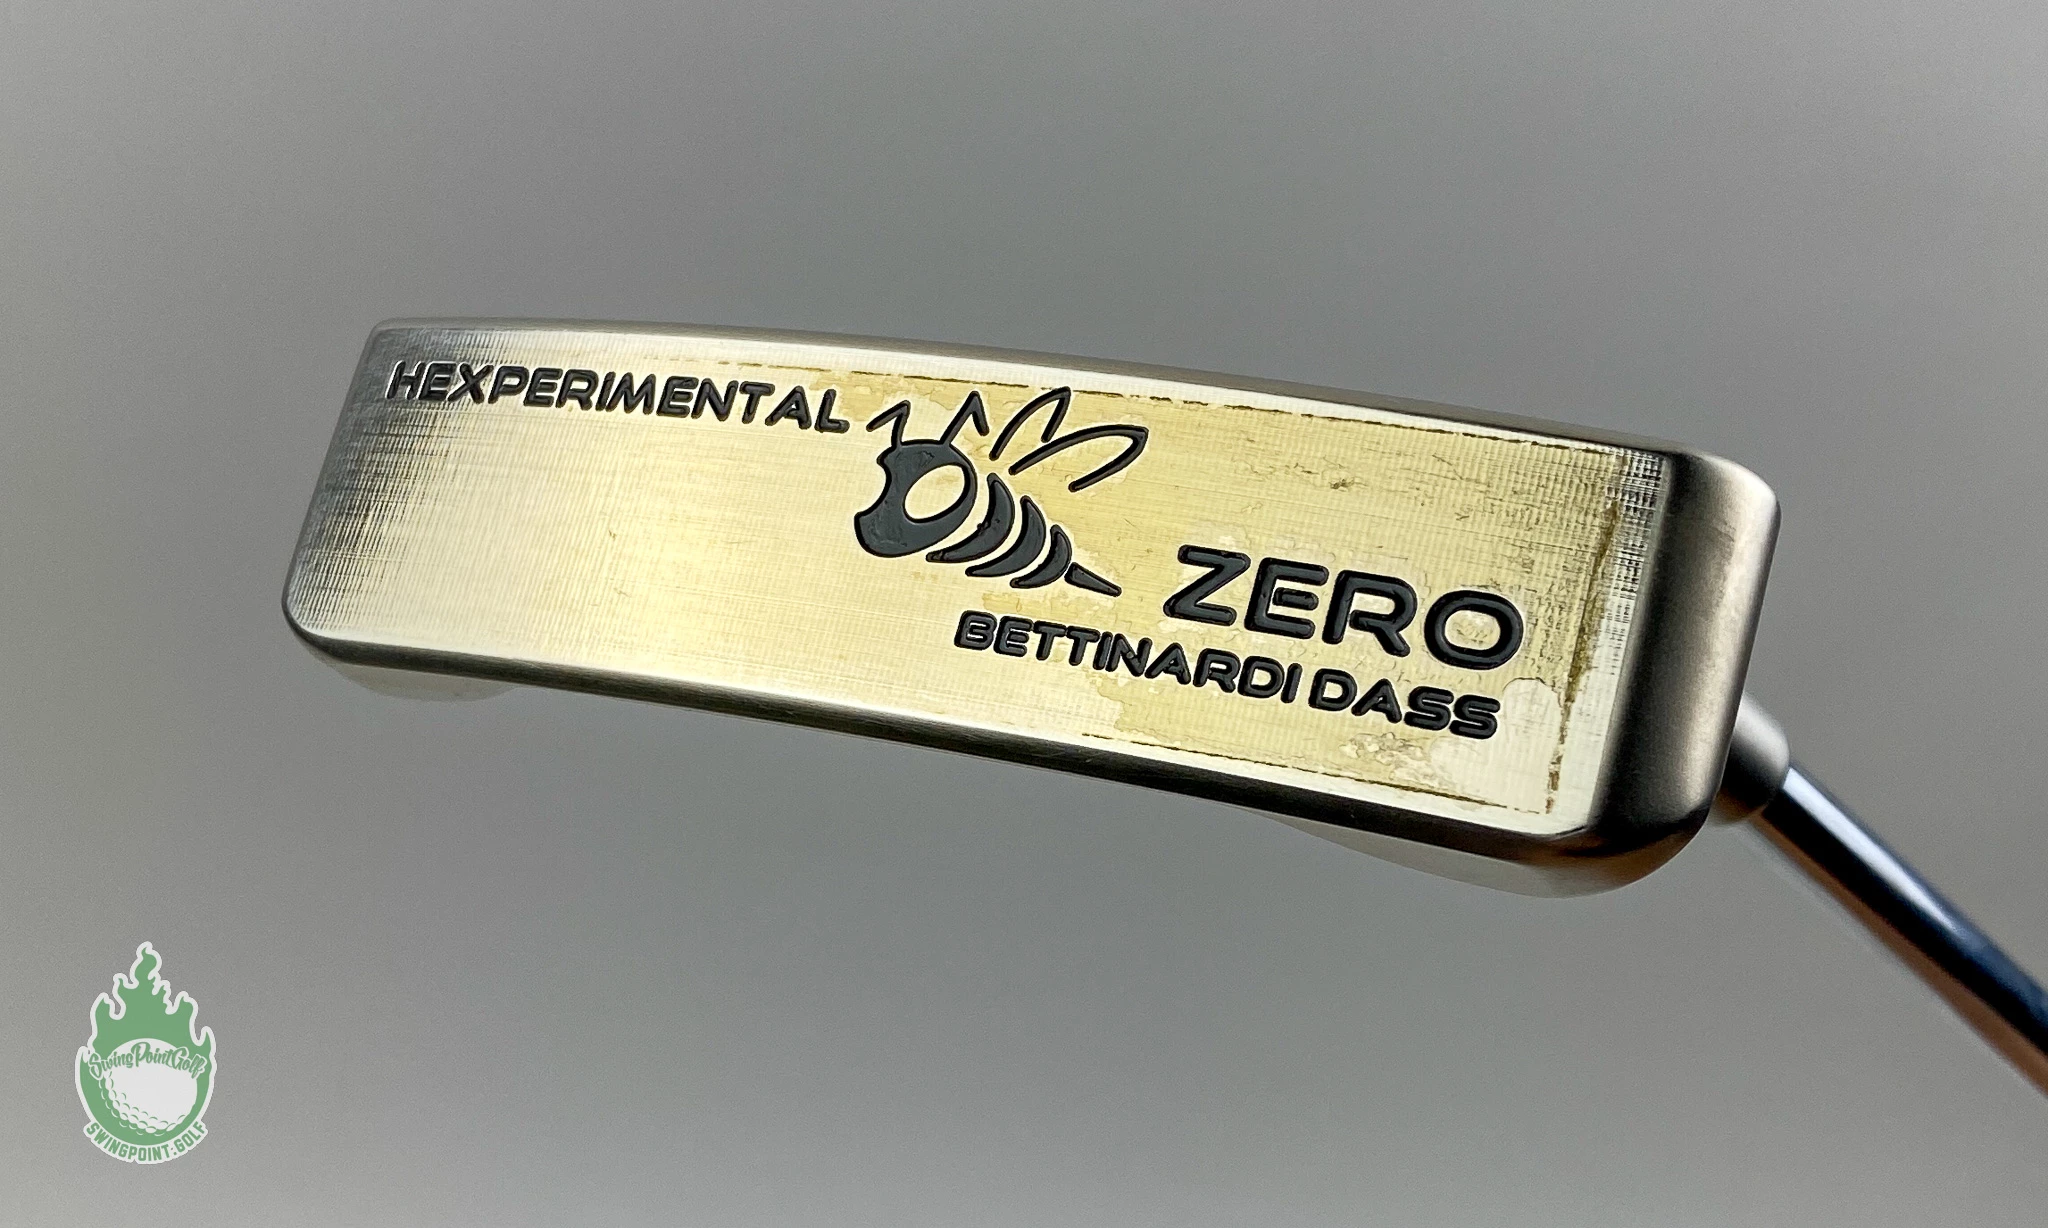 HEXPERIMENTAL
ZERO
BETTINARDI DASS
SwingPointGolf
SWINGPOINT.GOLF